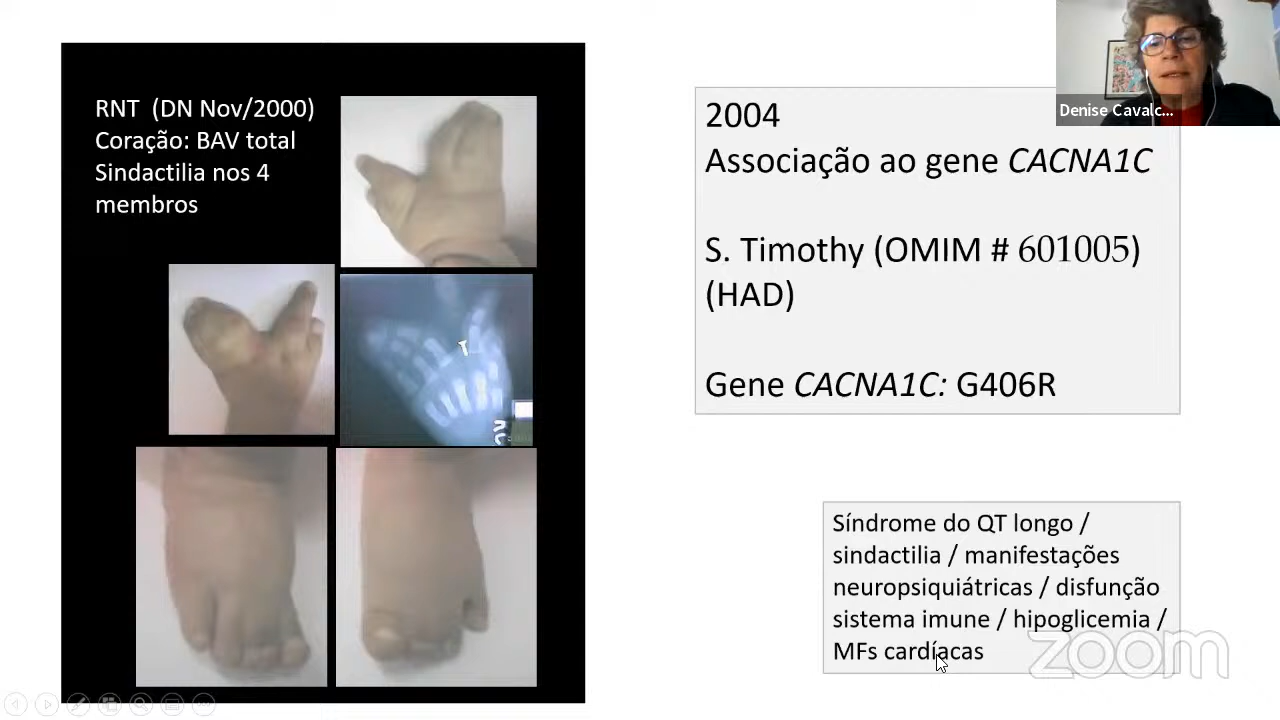 RNT (DN Nov/2000)
Coração: BAV total
Sindactilia nos 4
membros
Denise Cavalc...
2004
Associação ao gene CACNA1C
S. Timothy (OMIM # 601005)
(HAD)
Gene CACNA1C: G406R
Síndrome do QT longo /
sindactilia / manifestações
neuropsiquiátricas / disfunção
sistema imune / hipoglicemia /
MFs cardíacas
zoom